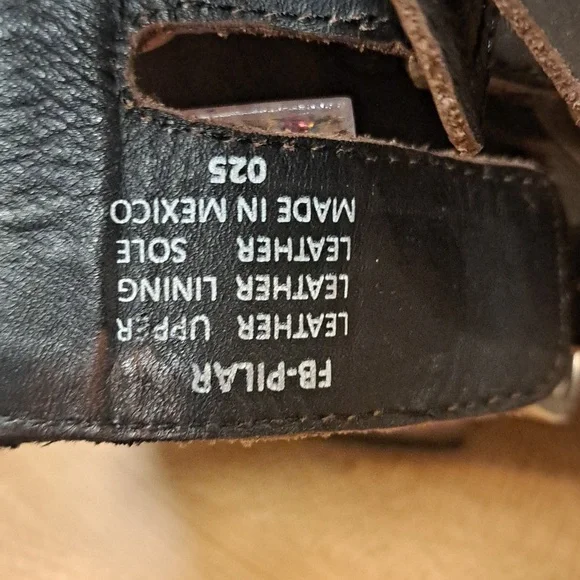 FB-PILAR
LEATHER UPPER
LEATHER LINING
LEATHER SOLE
MADE IN MEXICO
025